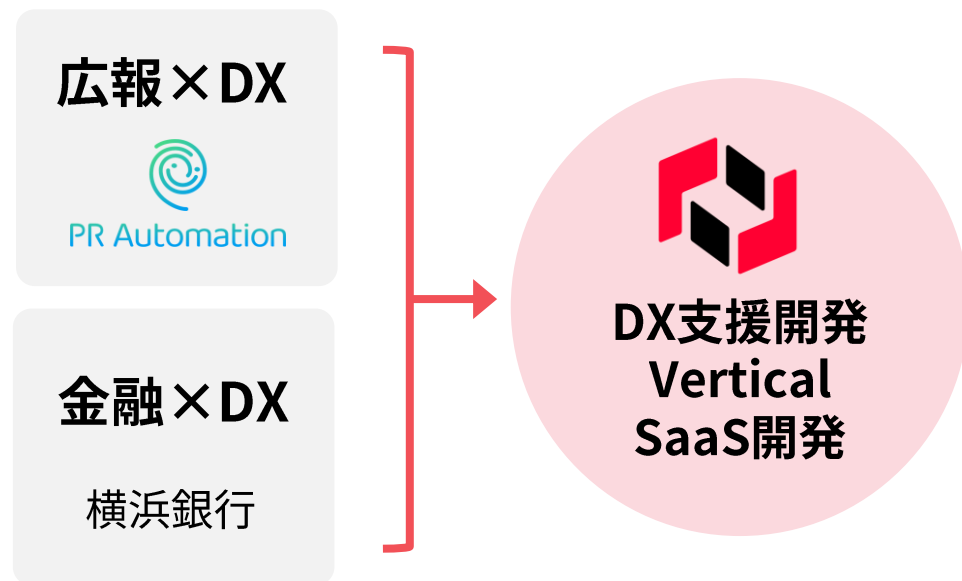 広報×DX
PR Automation
金融×DX
横浜銀行
DX支援開発
Vertical
SaaS開発